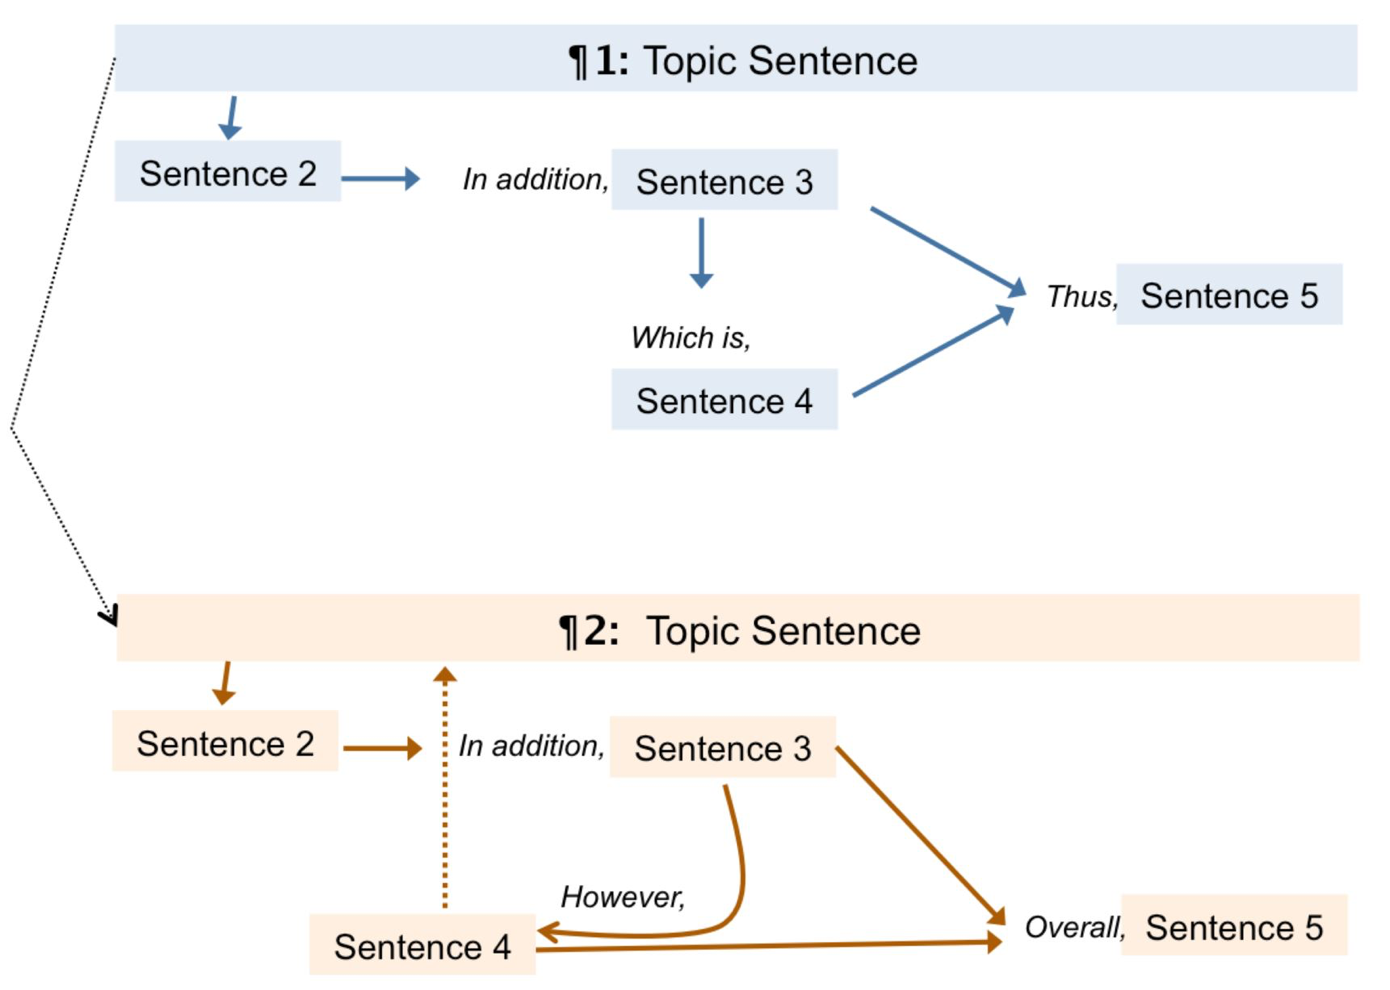 ¶1: Topic Sentence
Sentence 2
In addition, Sentence 3
Thus, Sentence 5
Which is,
Sentence 4
¶2: Topic Sentence
Sentence 2
In addition, Sentence 3
However,
Sentence 4
Overall, Sentence 5